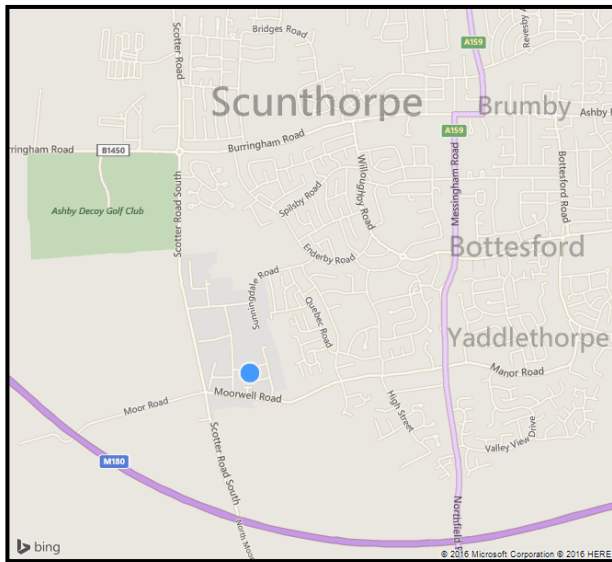 Bridges Road
A159
Revesby
Scotter Road
Scunthorpe
Brumby
A159
Ashby
Burringham Road
B1450
rringham Road
Willoughby Road
Messingham Road
Bottesford Road
Ashby Decoy Golf Club
Spilsby Road
Scotter Road South
Enderby Road
Bottesford
Sunningdale Road
Quebec Road
Yaddlethorpe
Manor Road
Moorwell Road
Moor Road
High Street
Valley View Drive
Scotter Road South
M180
Northfield
North Moor
bing
© 2016 Microsoft Corporation © 2016 HERE